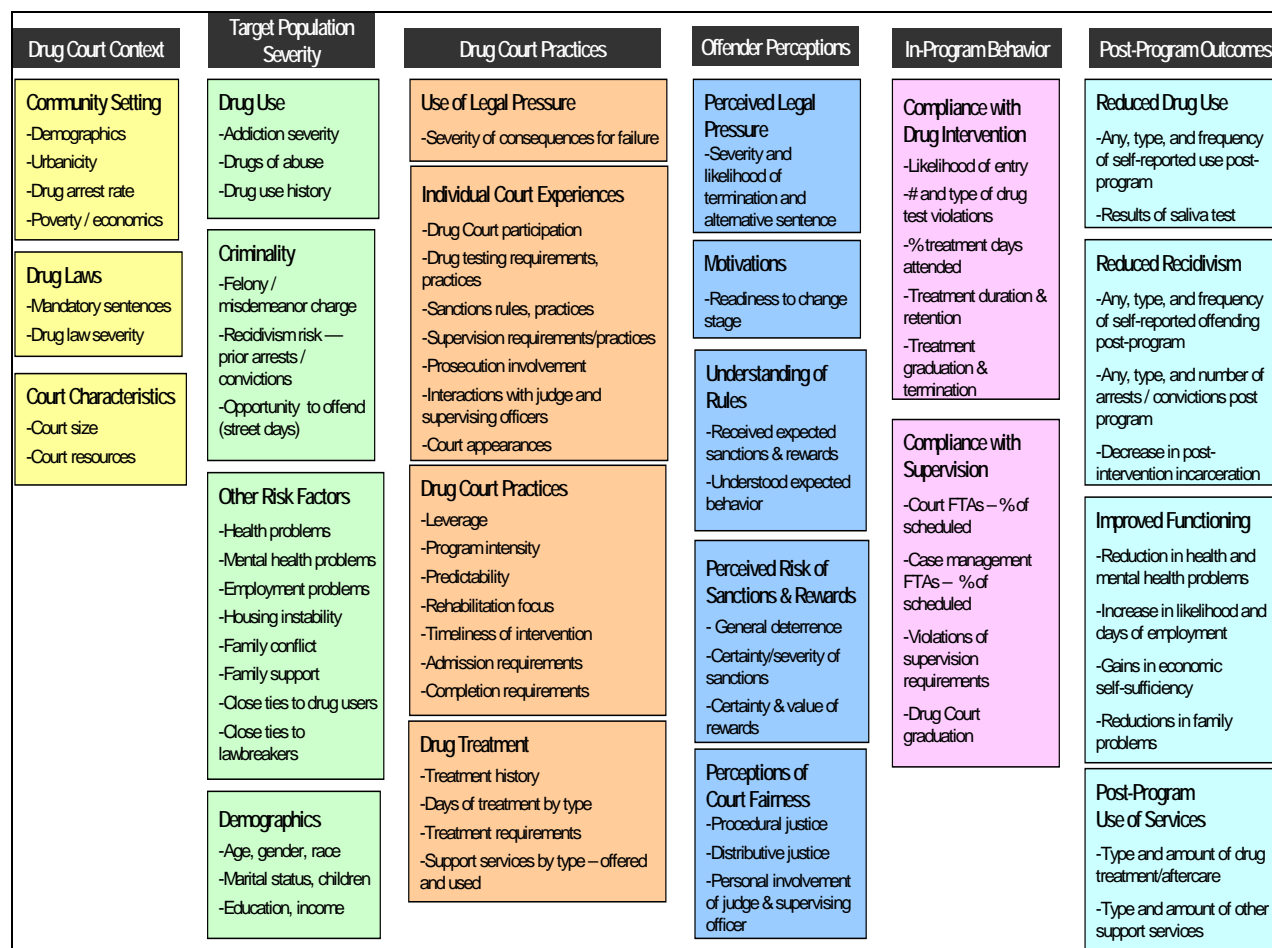 Drug Court Context
Community Setting
-Demographics
-Urbanicity
-Drug arrest rate
-Poverty / economics
Drug Laws
-Mandatory sentences
-Drug law severity
Court Characteristics
-Court size
-Court resources
Target Population
Severity
Drug Use
-Addiction severity
-Drugs of abuse
-Drug use history
Criminality
-Felony /
misdemeanor charge
-Recidivism risk —
prior arrests /
convictions
-Opportunity to offend
(street days)
Other Risk Factors
-Health problems
-Mental health problems
-Employment problems
-Housing instability
-Family conflict
-Family support
-Close ties to drug users
-Close ties to
lawbreakers
Demographics
-Age, gender, race
-Marital status, children
-Education, income
Drug Court Practices
Use of Legal Pressure
-Severity of consequences for failure
Individual Court Experiences
-Drug Court participation
-Drug testing requirements,
practices
-Sanctions rules, practices
-Supervision requirements/practices
-Prosecution involvement
-Interactions with judge and
supervising officers
-Court appearances
Drug Court Practices
-Leverage
-Program intensity
-Predictability
-Rehabilitation focus
-Timeliness of intervention
-Admission requirements
-Completion requirements
Drug Treatment
-Treatment history
-Days of treatment by type
-Treatment requirements
-Support services by type – offered
and used
Offender Perceptions
Perceived Legal
Pressure
-Severity and
likelihood of
termination and
alternative sentence
Motivations
-Readiness to change
stage
Understanding of
Rules
-Received expected
sanctions & rewards
-Understood expected
behavior
Perceived Risk of
Sanctions & Rewards
- General deterrence
-Certainty/severity of
sanctions
-Certainty & value of
rewards
Perceptions of
Court Fairness
-Procedural justice
-Distributive justice
-Personal involvement
of judge & supervising
officer
In-Program Behavior
Compliance with
Drug Intervention
-Likelihood of entry
-# and type of drug
test violations
-% treatment days
attended
-Treatment duration &
retention
-Treatment
graduation &
termination
Compliance with
Supervision
-Court FTAs – % of
scheduled
-Case management
FTAs – % of
scheduled
-Violations of
supervision
requirements
-Drug Court
graduation
Post-Program Outcomes
Reduced Drug Use
-Any, type, and frequency
of self-reported use post-
program
-Results of saliva test
Reduced Recidivism
-Any, type, and frequency
of self-reported offending
post-program
-Any, type, and number of
arrests / convictions post
program
-Decrease in post-
intervention incarceration
Improved Functioning
-Reduction in health and
mental health problems
-Increase in likelihood and
days of employment
-Gains in economic
self-sufficiency
-Reductions in family
problems
Post-Program
Use of Services
-Type and amount of drug
treatment/aftercare
-Type and amount of other
support services